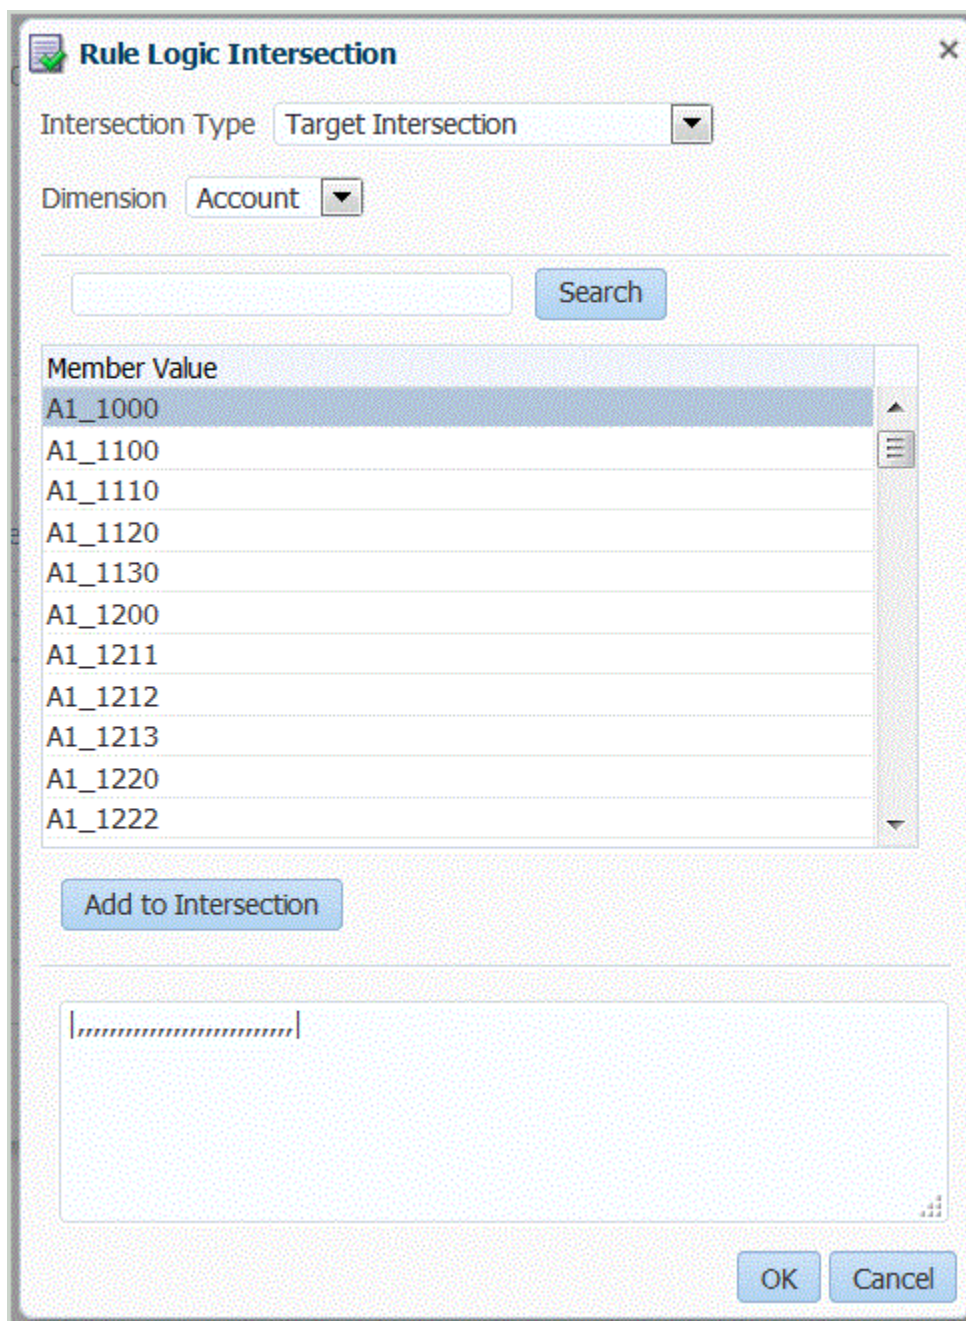 Rule Logic Intersection
Intersection Type Target Intersection
Dimension Account
Search
Member Value
A1_1000
A1_1100
A1_1110
A1_1120
A1_1130
A1_1200
A1_1211
A1_1212
A1_1213
A1_1220
A1_1222
Add to Intersection
|,,,,,,,,,,,,,,,,,,,,,,,,,,,|
OK Cancel